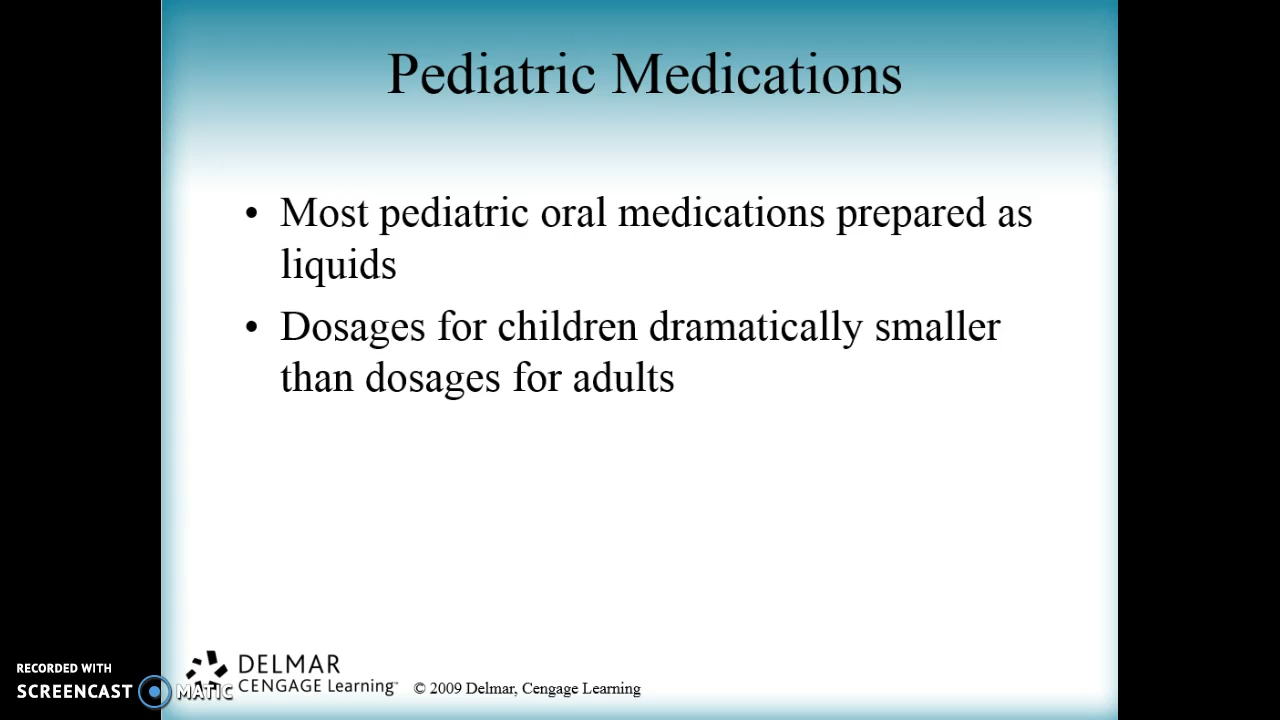 Pediatric Medications
• Most pediatric oral medications prepared as
liquids
• Dosages for children dramatically smaller
than dosages for adults
RECORDED WITH
SCREENCAST MATIC
DELMAR
CENGAGE Learning™
© 2009 Delmar, Cengage Learning